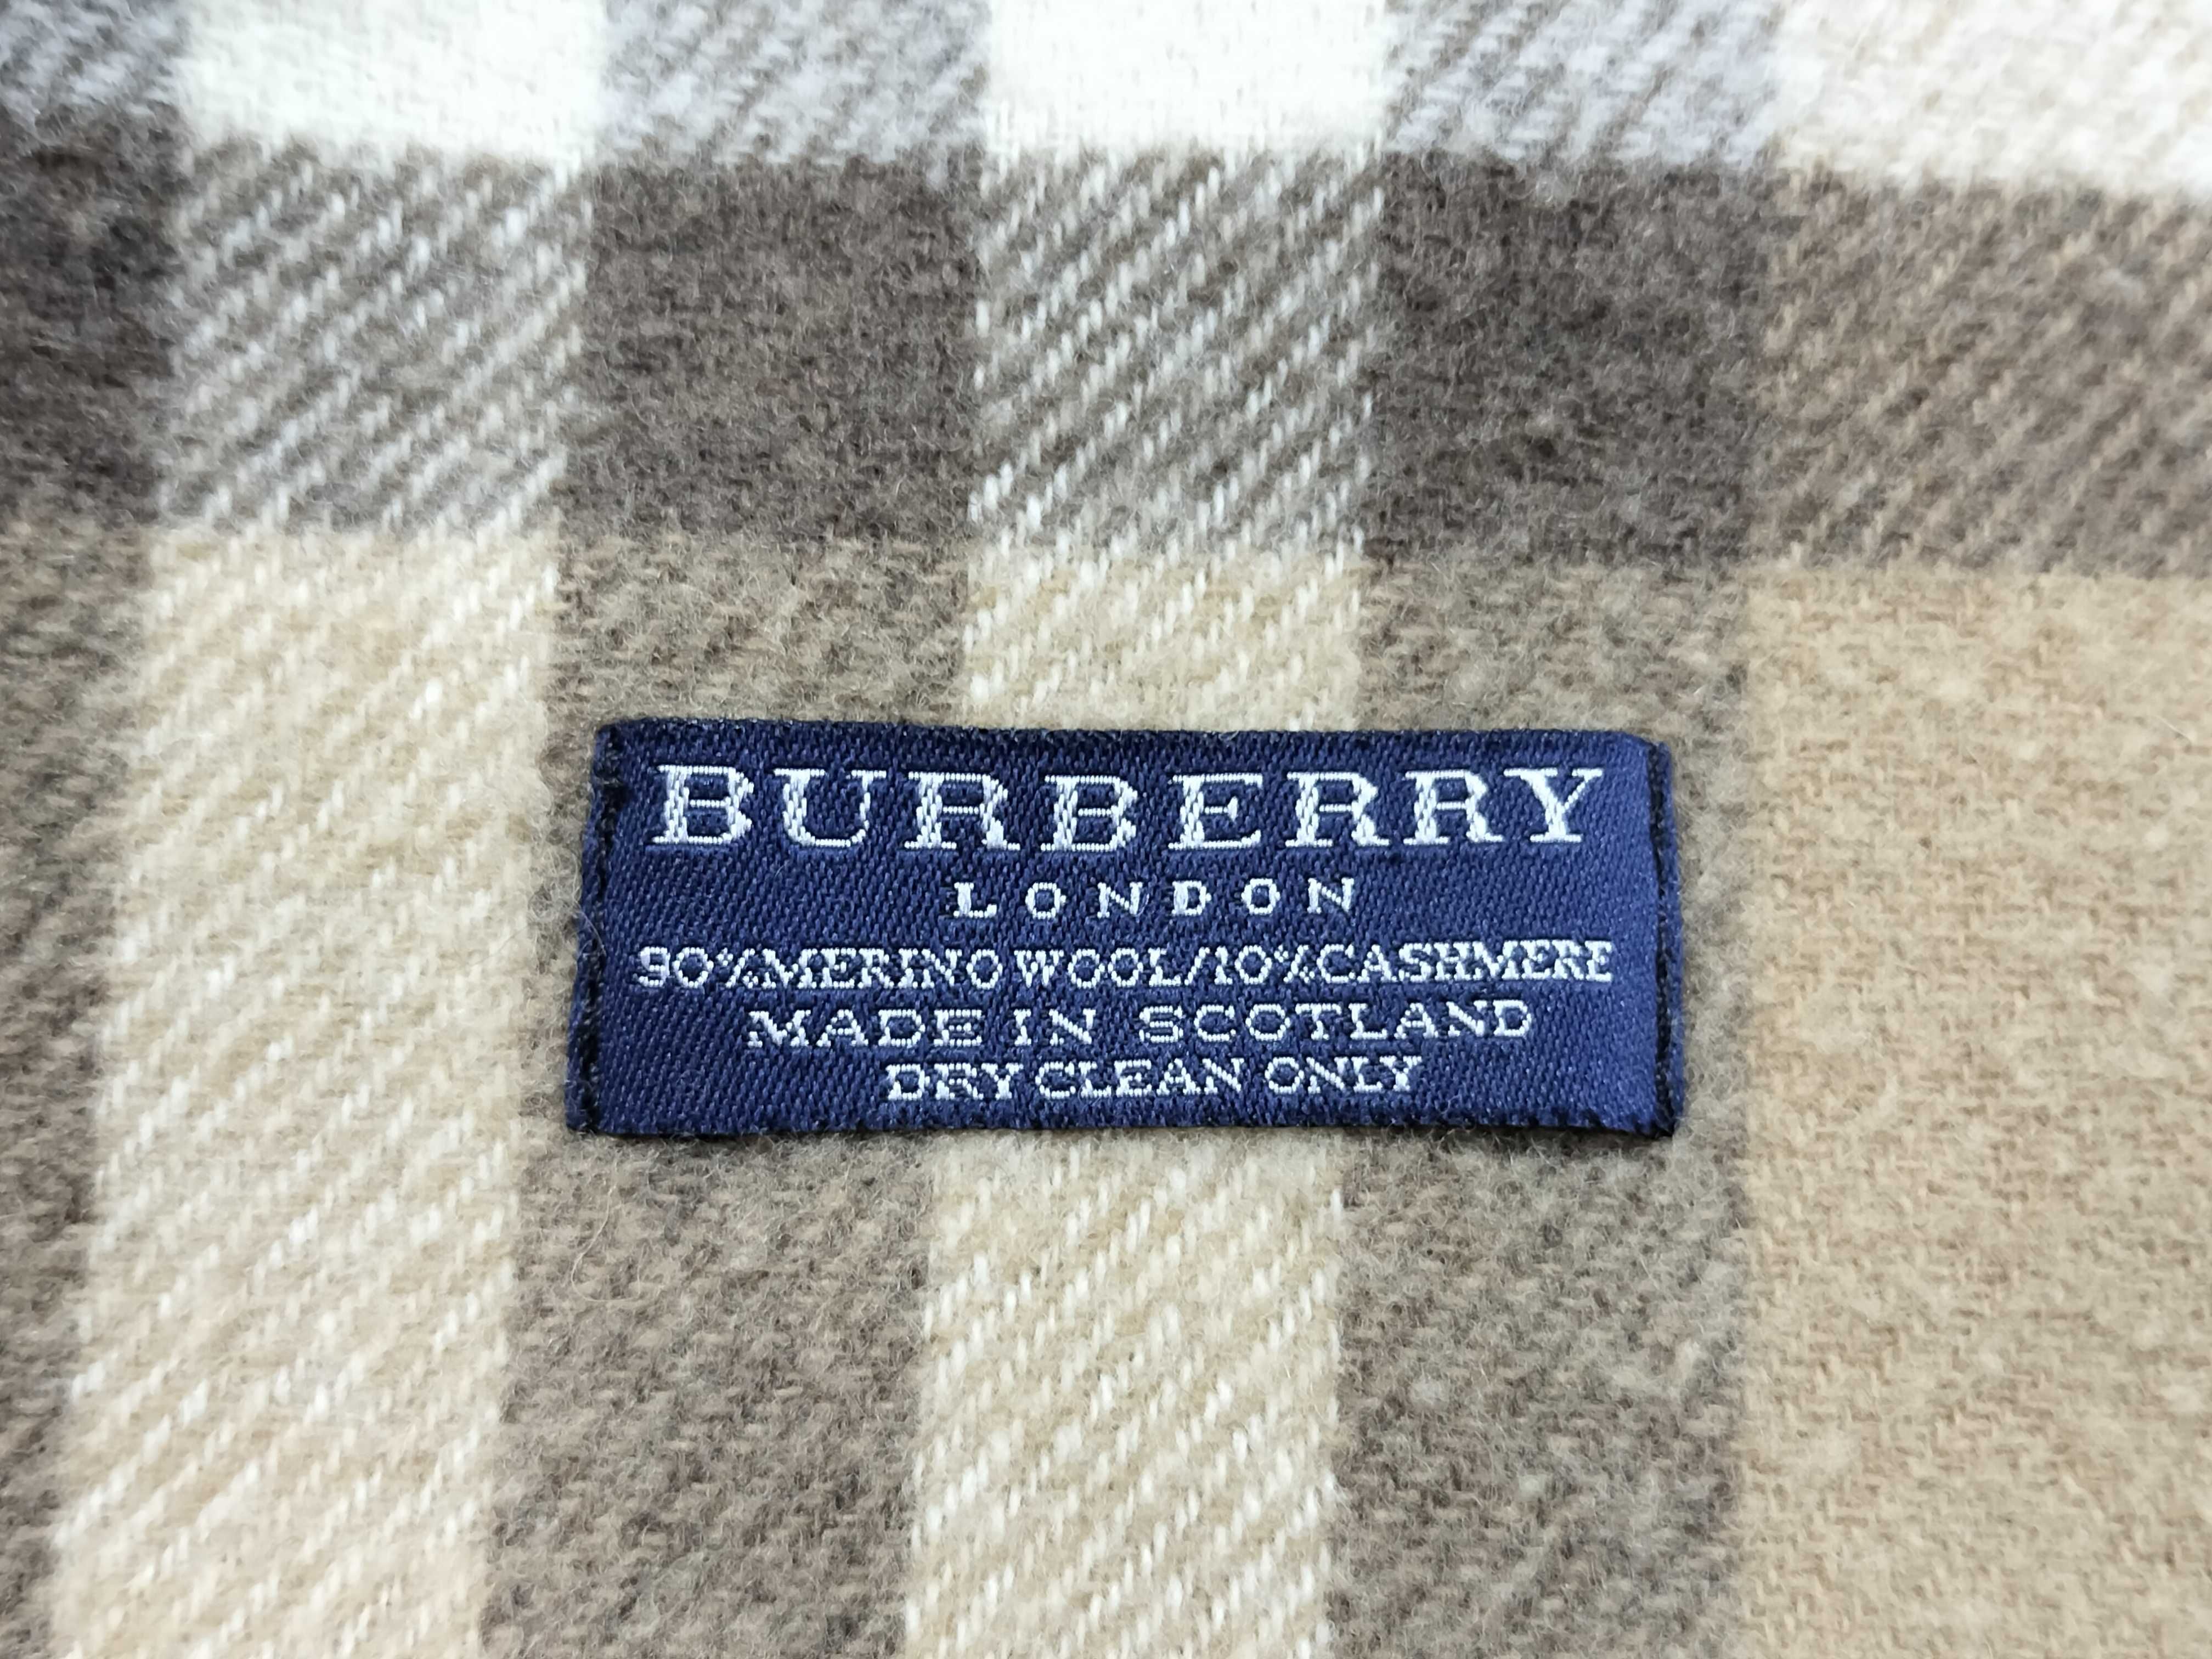 BURBERRY
LONDON
90%MERINO WOOL/10%CASHMERE
MADE IN SCOTLAND
DRY CLEAN ONLY